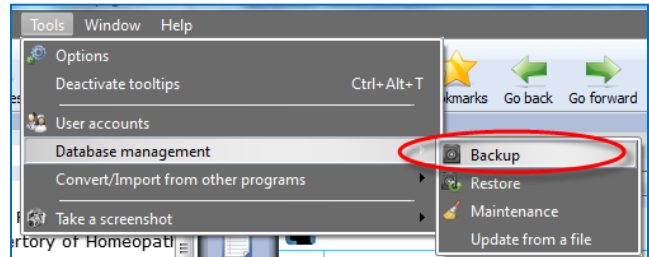 Tools Window Help
Options
Deactivate tooltips Ctrl+Alt+T
User accounts
Database management
Convert/Import from other programs
Take a screenshot
kmarks Go back Go forward
Backup
Restore
Maintenance
Update from a file
ertory of Homeopath